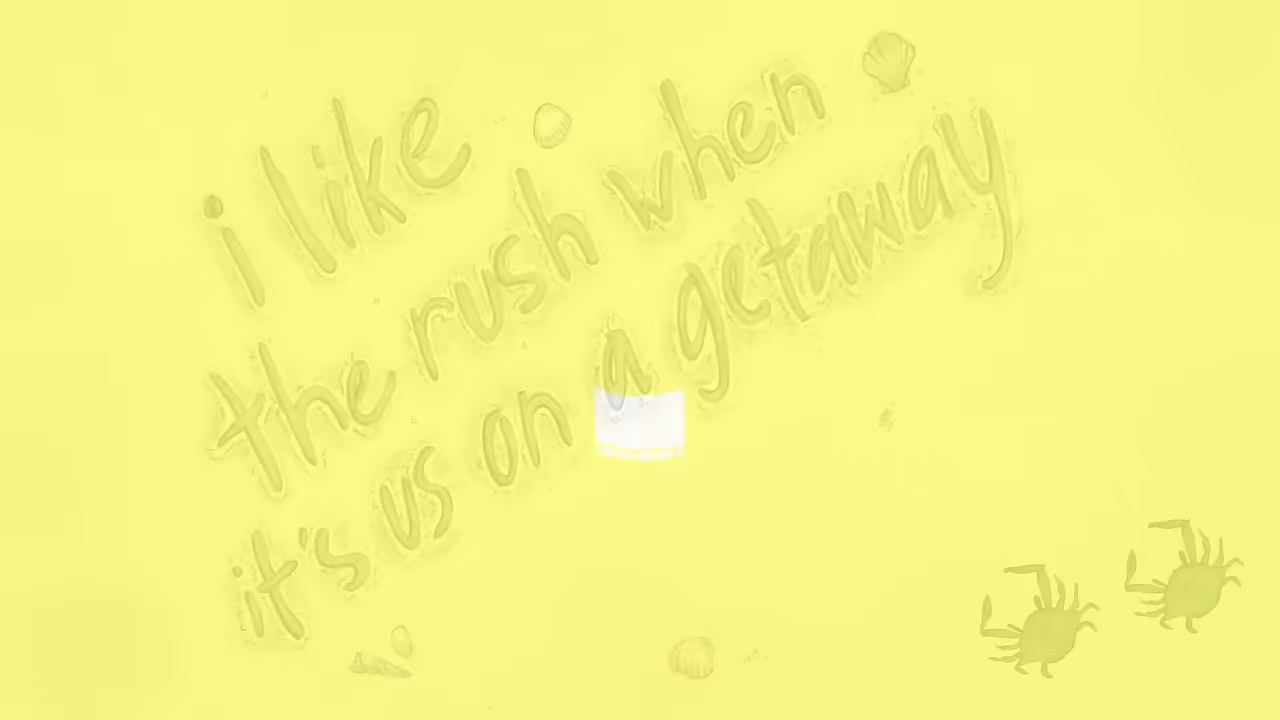 i like
the rush when
it's us on a getaway